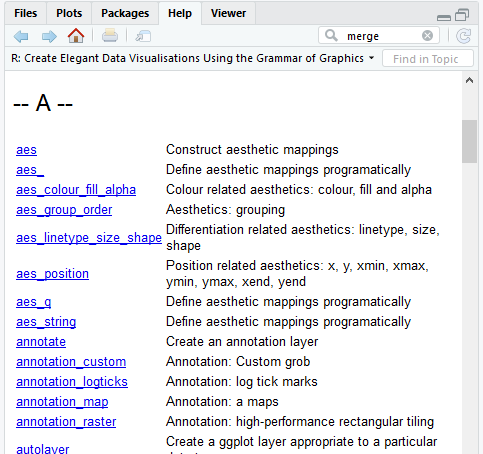 Files Plots Packages Help Viewer
merge
R: Create Elegant Data Visualisations Using the Grammar of Graphics Find in Topic
-- A --
aes Construct aesthetic mappings
aes_ Define aesthetic mappings programatically
aes_colour_fill_alpha Colour related aesthetics: colour, fill and alpha
aes_group_order Aesthetics: grouping
aes_linetype_size_shape Differentiation related aesthetics: linetype, size,
shape
aes_position Position related aesthetics: x, y, xmin, xmax,
ymin, ymax, xend, yend
aes_q Define aesthetic mappings programatically
aes_string Define aesthetic mappings programatically
annotate Create an annotation layer
annotation_custom Annotation: Custom grob
annotation_logticks Annotation: log tick marks
annotation_map Annotation: a maps
annotation_raster Annotation: high-performance rectangular tiling
autolayer Create a ggplot layer appropriate to a particular